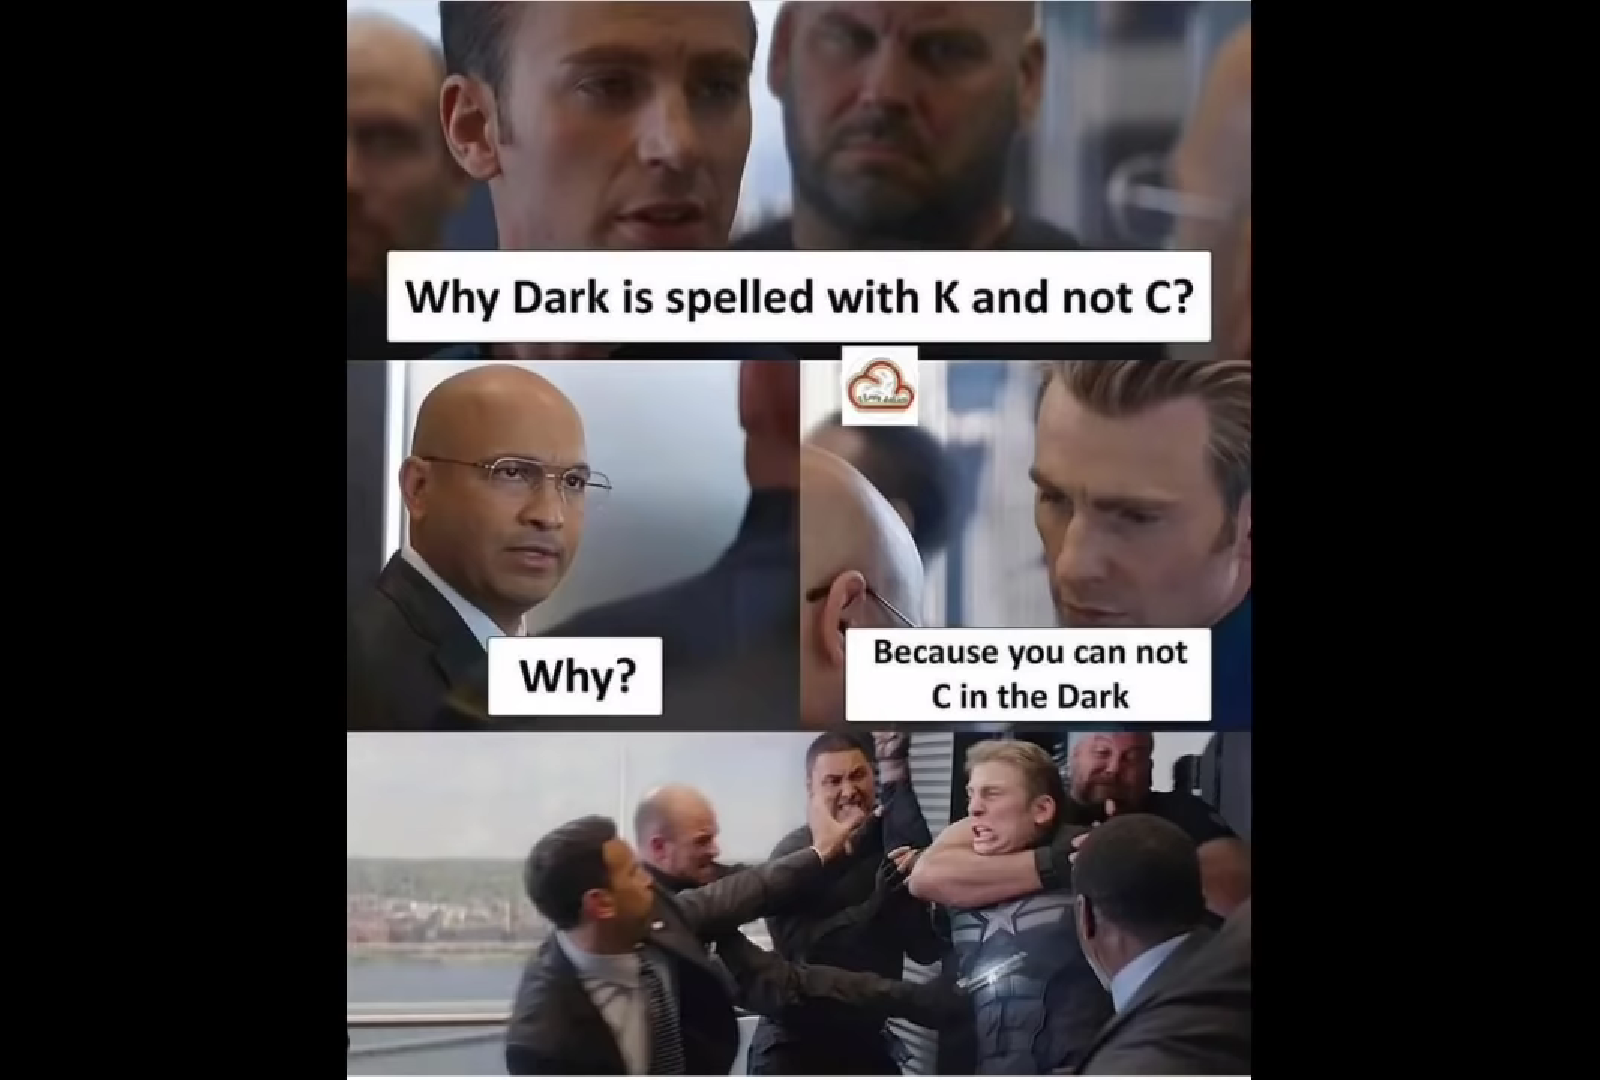 Why Dark is spelled with K and not C?
Why?
Because you can not
C in the Dark